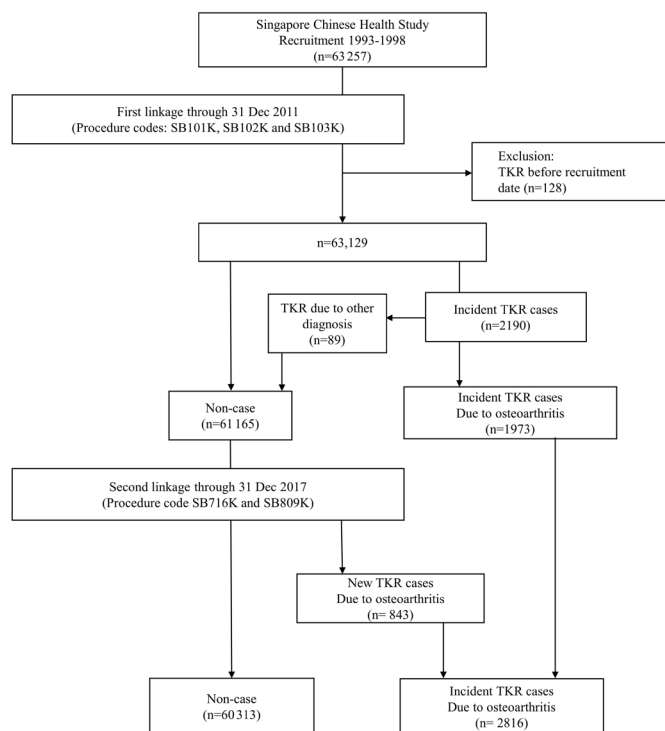 Singapore Chinese Health Study
Recruitment 1993-1998
(n=63 257)
First linkage through 31 Dec 2011
(Procedure codes: SB101K, SB102K and SB103K)
Exclusion:
TKR before recruitment
date (n=128)
n=63,129
TKR due to other
diagnosis
(n=89)
Incident TKR cases
(n=2190)
Non-case
(n=61 165)
Incident TKR cases
Due to osteoarthritis
(n=1973)
Second linkage through 31 Dec 2017
(Procedure code SB716K and SB809K)
New TKR cases
Due to osteoarthritis
(n= 843)
Non-case
(n=60 313)
Incident TKR cases
Due to osteoarthritis
(n= 2816)